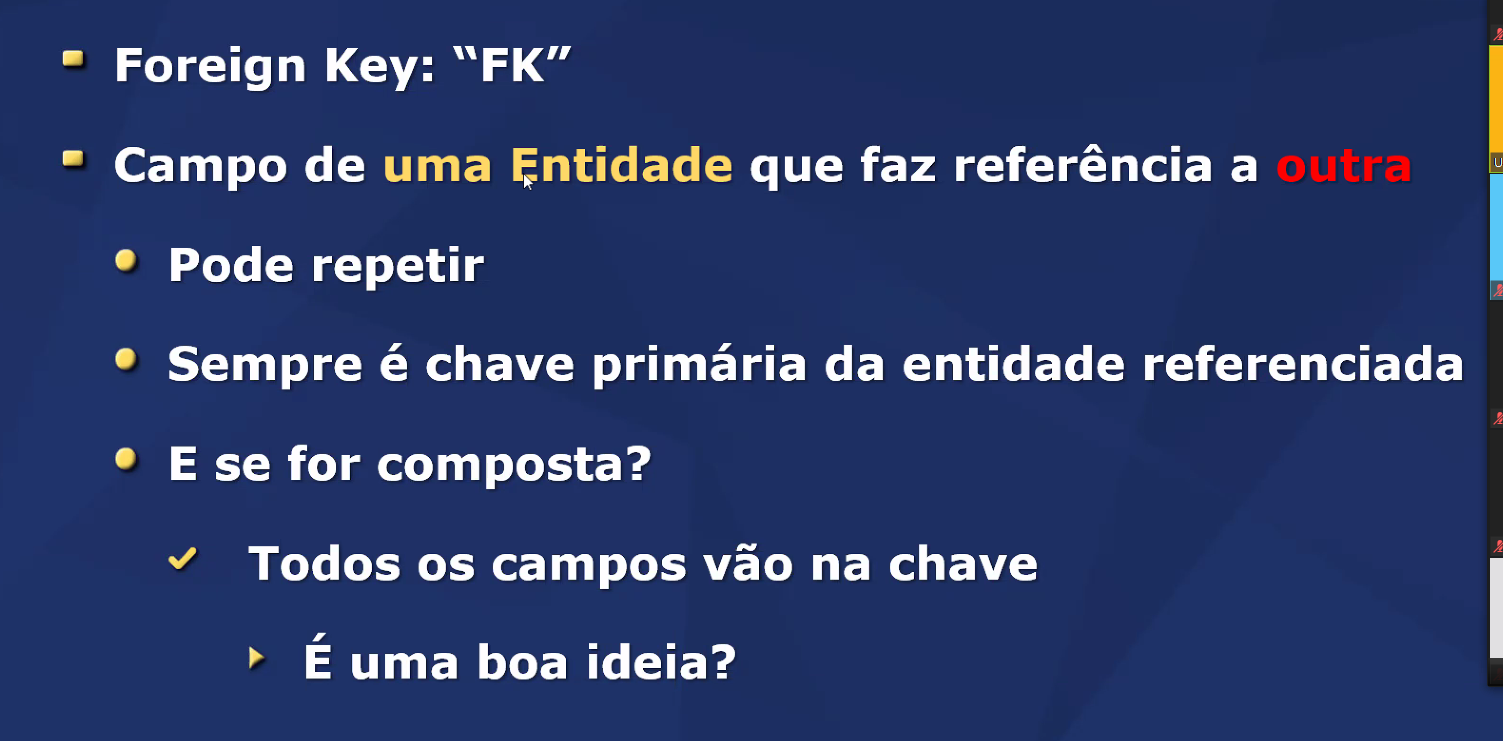 Foreign Key: “FK”
Campo de uma Entidade que faz referência a outra
Pode repetir
Sempre é chave primária da entidade referenciada
E se for composta?
Todos os campos vão na chave
É uma boa ideia?
U